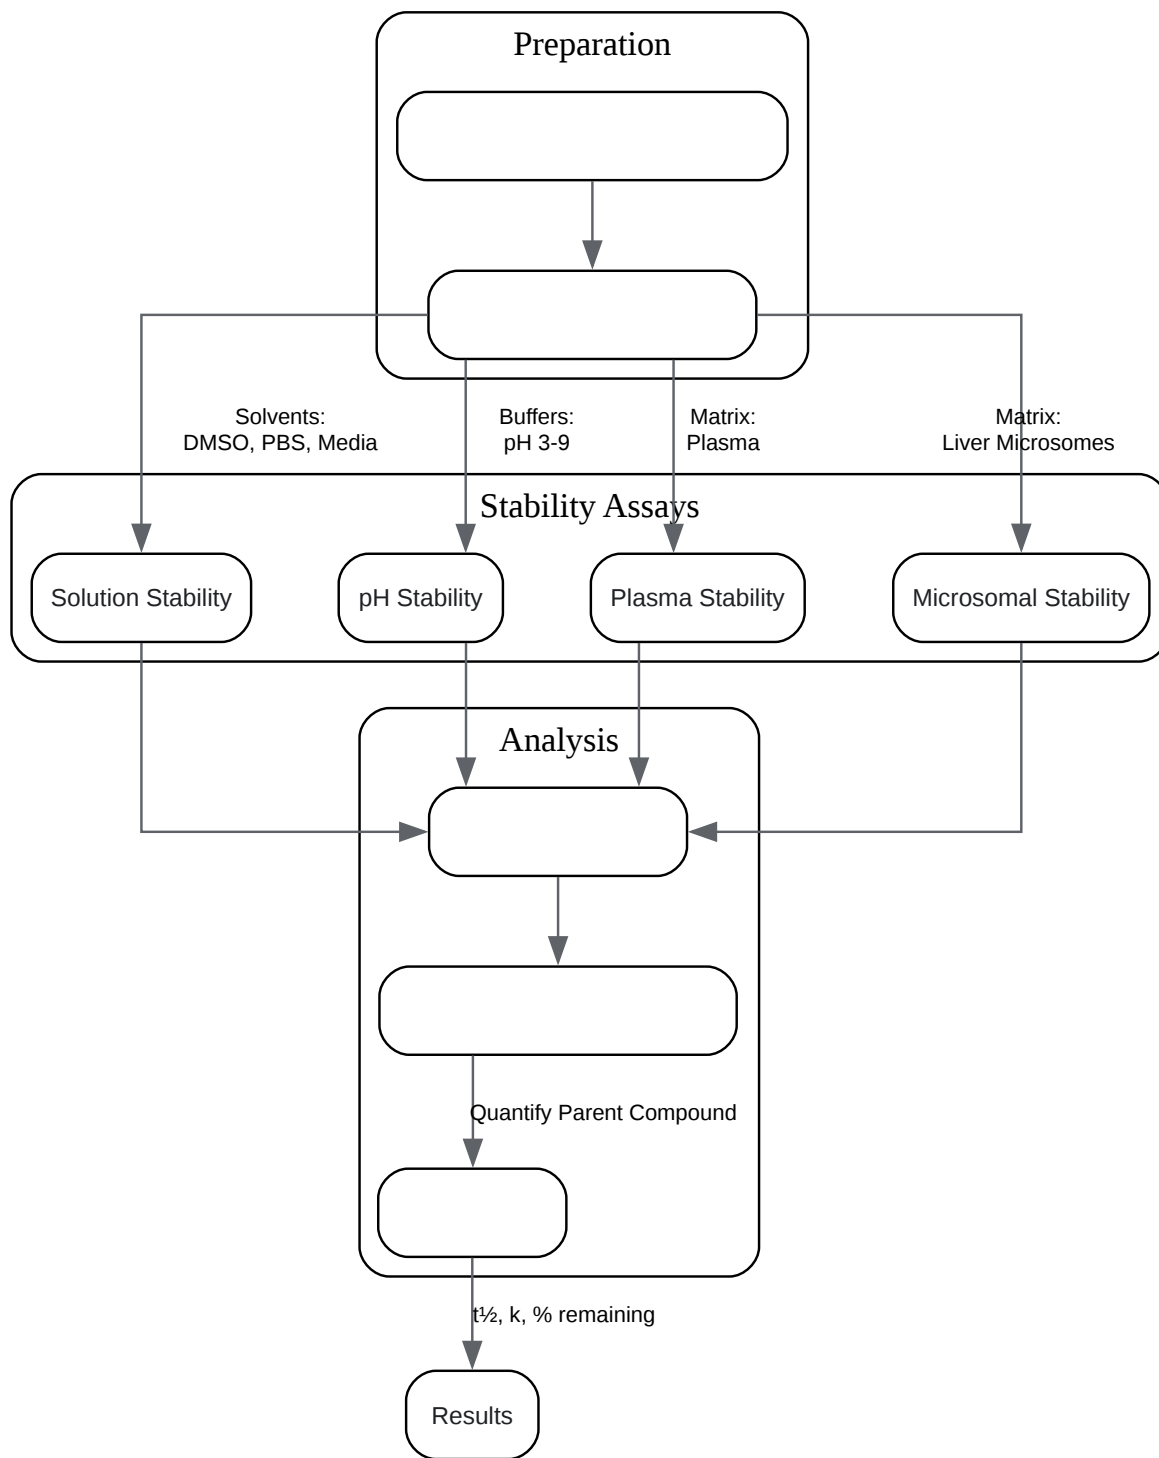 Preparation
Solvents:
DMSO, PBS, Media
Buffers:
pH 3-9
Matrix:
Plasma
Matrix:
Liver Microsomes
Stability Assays
Solution Stability
pH Stability
Plasma Stability
Microsomal Stability
Analysis
Quantify Parent Compound
t½, k, % remaining
Results